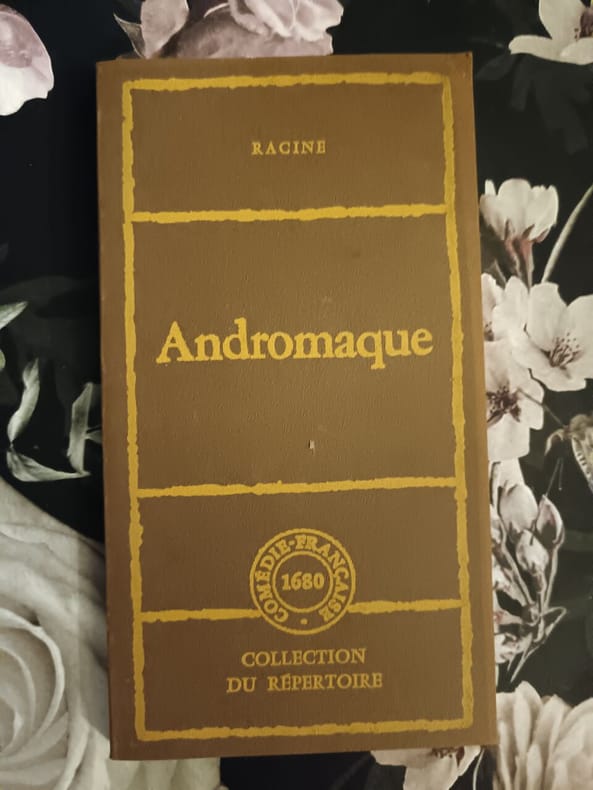 RACINE
Andromaque
COMÉDIE-FRANÇAISE
1680
COLLECTION
DU RÉPERTOIRE